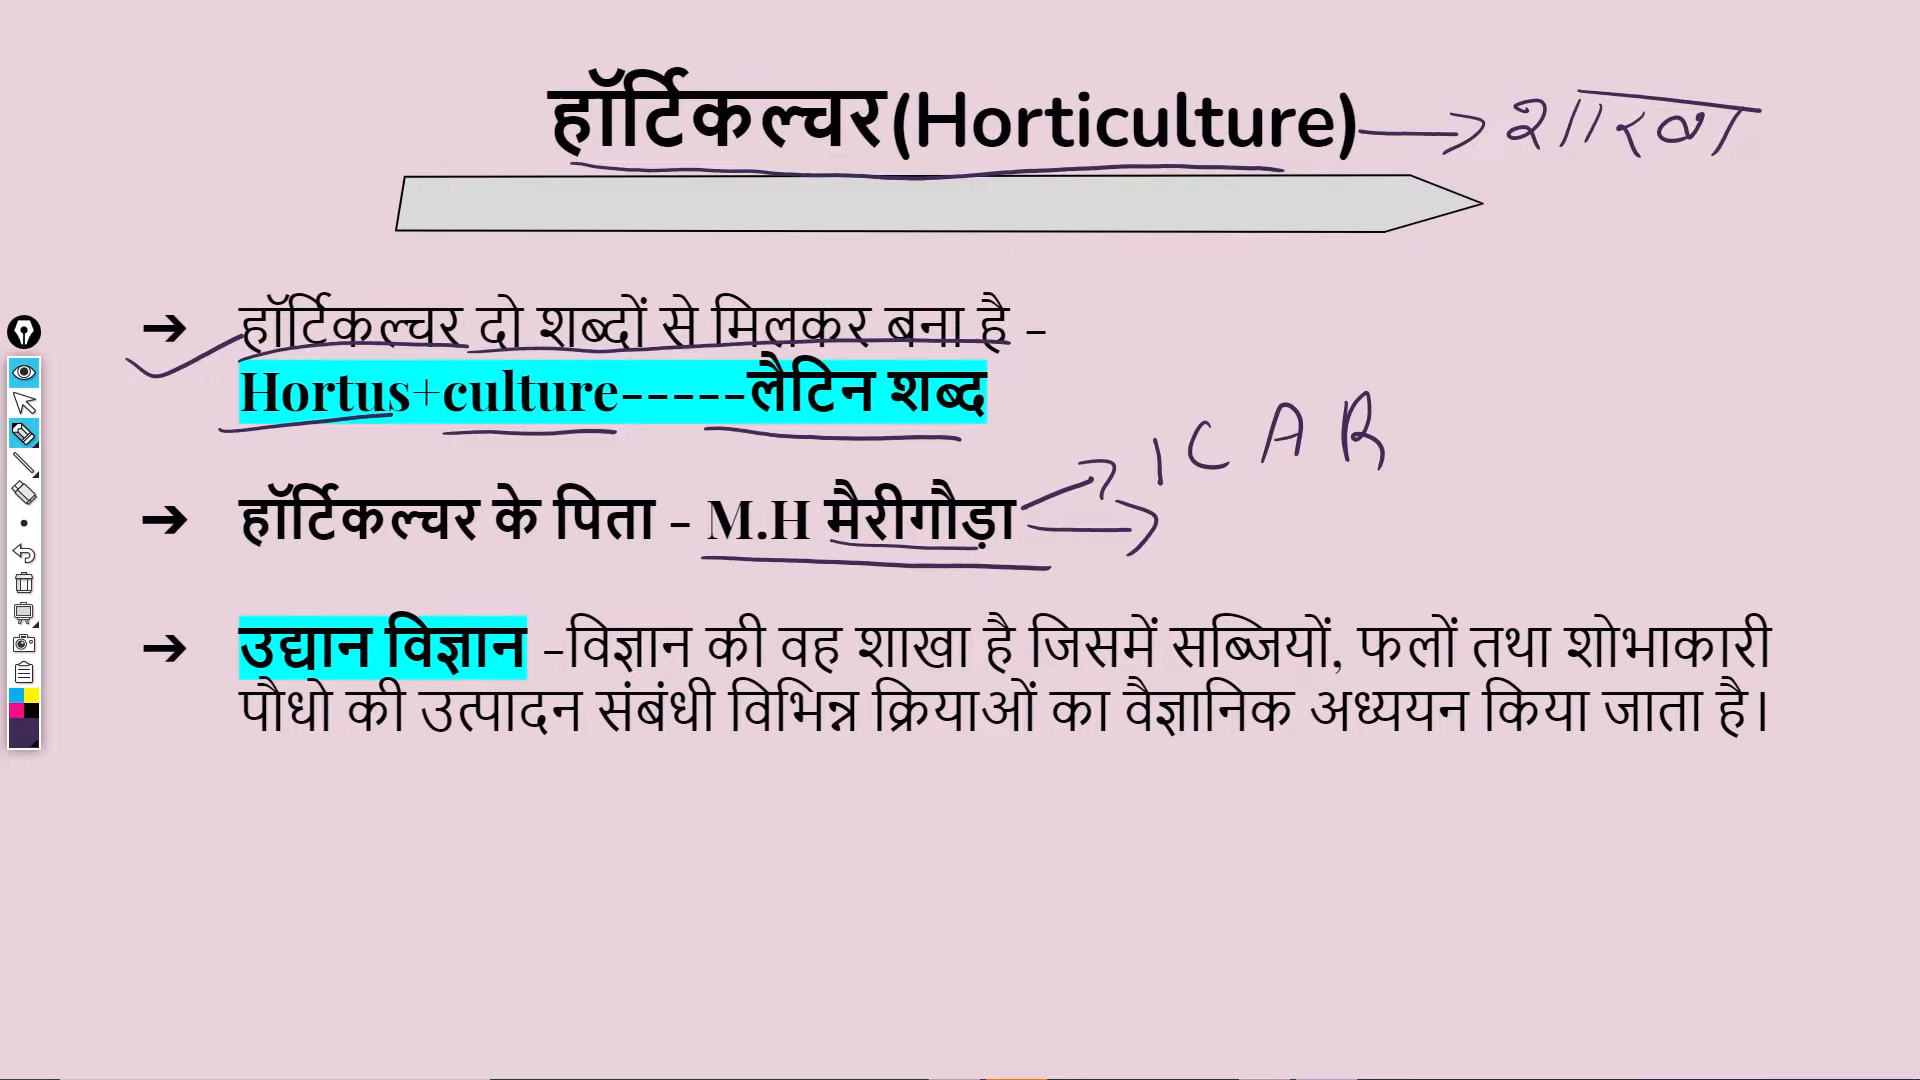 हॉर्टिकल्चर(Horticulture) शाखा
➔ हॉर्टिकल्चर दो शब्दों से मिलकर बना है -
Hortus+culture-----लैटिन शब्द
ICAR
➔ हॉर्टिकल्चर के पिता - M.H मैरीगौड़ा
➔ उद्यान विज्ञान -विज्ञान की वह शाखा है जिसमें सब्जियों, फलों तथा शोभाकारी
पौधो की उत्पादन संबंधी विभिन्न क्रियाओं का वैज्ञानिक अध्ययन किया जाता है।